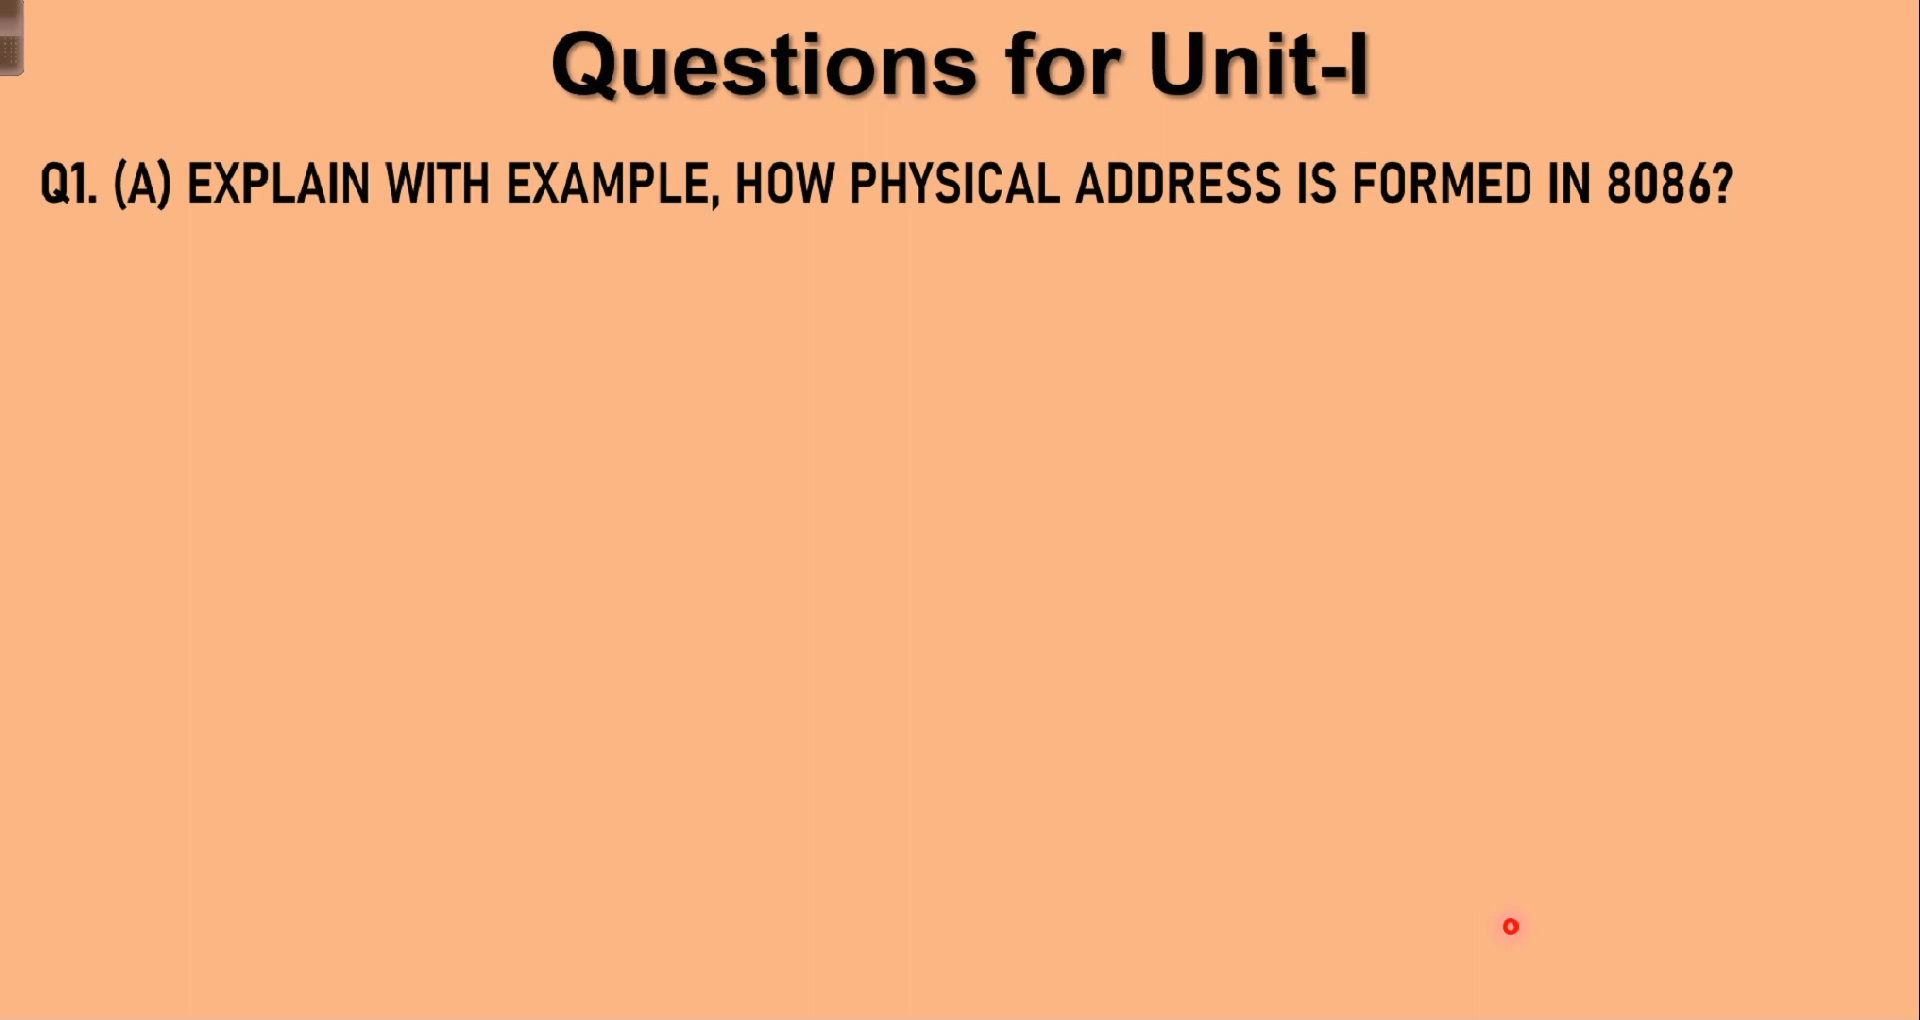 Questions for Unit-I
Q1. (A) EXPLAIN WITH EXAMPLE, HOW PHYSICAL ADDRESS IS FORMED IN 8086?